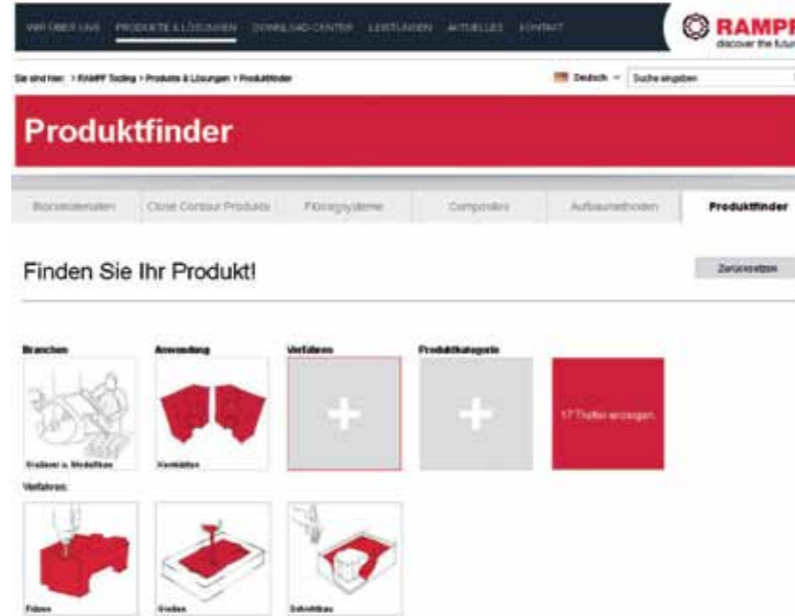 WIR ÜBER UNS PRODUKTE & LÖSUNGEN DOWNLOAD-CENTER LEISTUNGEN AKTUELLES KONTAKT
RAMPF
discover the future
Sie sind hier: > RAMPF Tooling > Produkte & Lösungen > Produktfinder
Deutsch
Suche eingeben
Produktfinder
Blockmaterialien Close Contour Produkte Flüssigsysteme Composites Aufbaumethoden Produktfinder
Finden Sie Ihr Produkt!
Zurücksetzen
Branchen Anwendung Verfahren Produktkategorie
17 Treffer anzeigen.
Gießerei u. Modellbau Kernkästen
Verfahren:
Fräsen Gießen Schichtbau